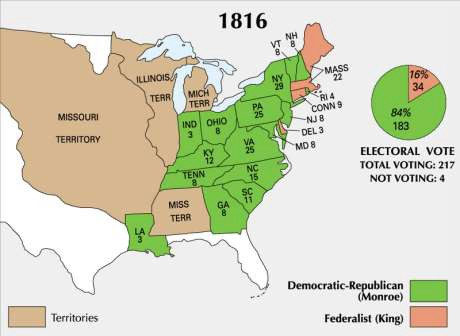 1816
NH
8
VT
8
MASS
22
ILLINOIS
TERR
MICH
TERR
NY
29
16%
34
RI 4
CONN 9
MISSOURI
TERRITORY
PA
25
NJ 8
84%
183
IND
3
OHIO
8
DEL 3
MD 8
ELECTORAL VOTE
TOTAL VOTING: 217
NOT VOTING: 4
VA
25
KY
12
NC
15
TENN
8
SC
11
MISS
TERR
GA
8
LA
3
Democratic-Republican
(Monroe)
Federalist (King)
Territories